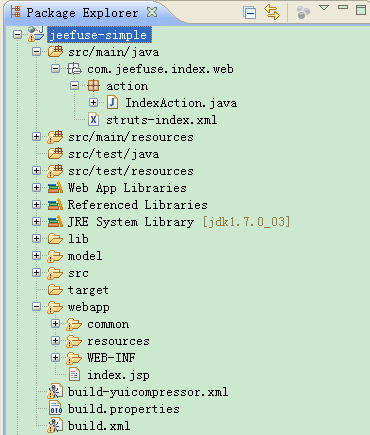 Package Explorer
jeefuse-simple
src/main/java
com.jeefuse.index.web
action
IndexAction.java
struts-index.xml
src/main/resources
src/test/java
src/test/resources
Web App Libraries
Referenced Libraries
JRE System Library [jdk1.7.0_03]
lib
model
src
target
webapp
common
resources
WEB-INF
index.jsp
build-yuicompressor.xml
build.properties
build.xml